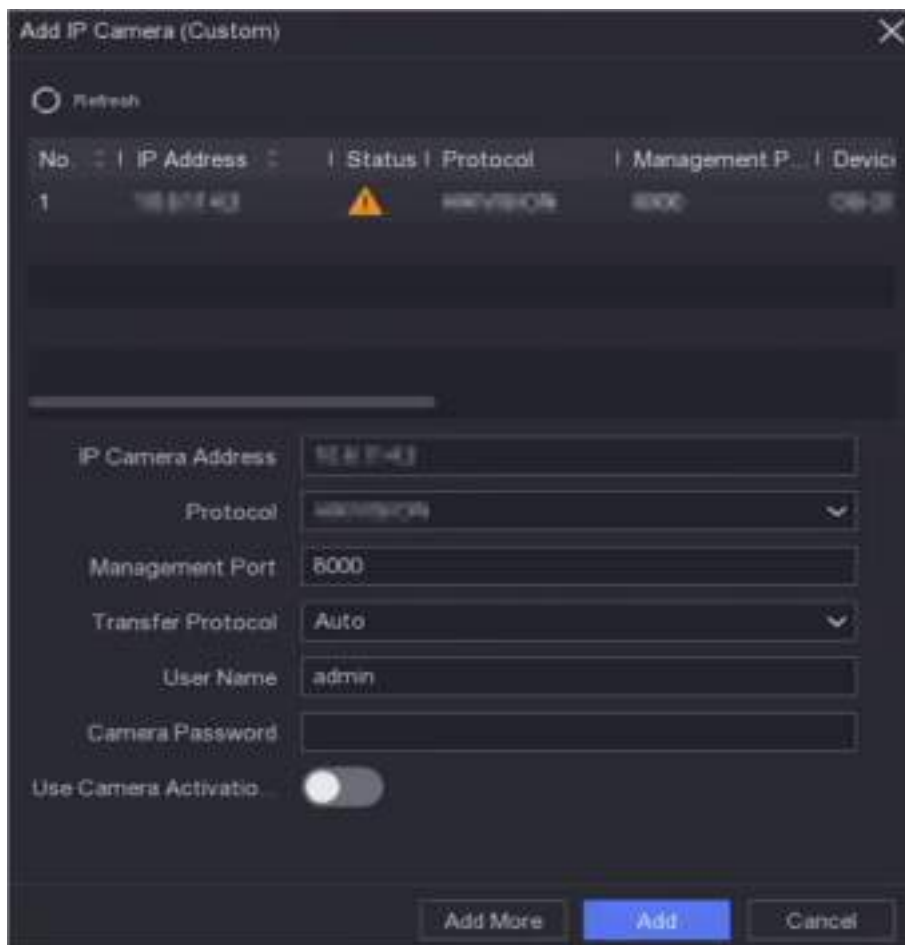 Add IP Camera (Custom)
Refresh
No. IP Address Status Protocol Management P... Device
1
IP Camera Address
Protocol
Management Port 8000
Transfer Protocol Auto
User Name admin
Camera Password
Use Camera Activatio...
Add More Add Cancel